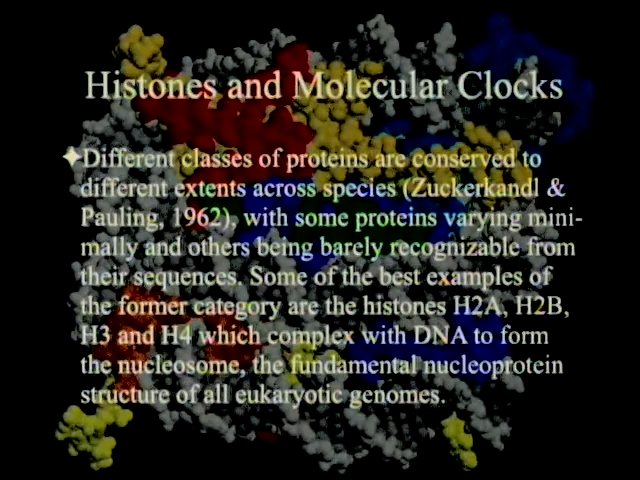 Histones and Molecular Clocks
✦Different classes of proteins are conserved to
different extents across species (Zuckerkandl &
Pauling, 1962), with some proteins varying mini-
mally and others being barely recognizable from
their sequences. Some of the best examples of
the former category are the histones H2A, H2B,
H3 and H4 which complex with DNA to form
the nucleosome, the fundamental nucleoprotein
structure of all eukaryotic genomes.